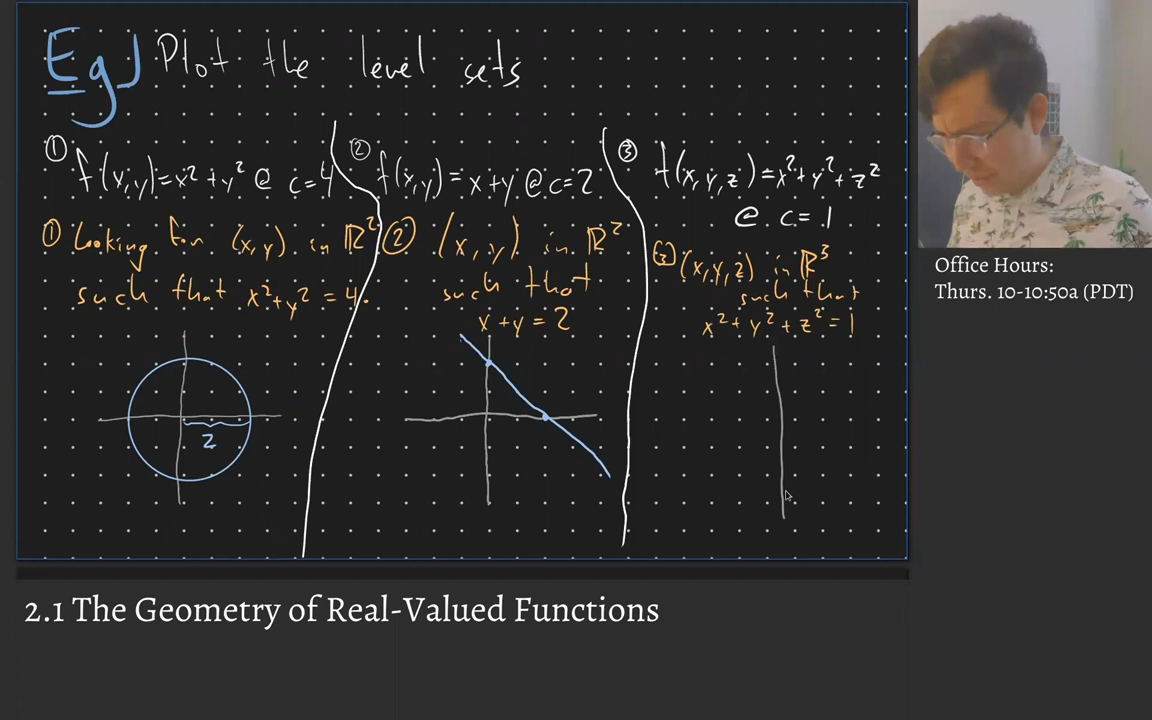 Eg] Plot the level sets
① f(x,y)=x²+y² @ c=4
② f(x,y)=x+y @ c=2
③ f(x,y,z)=x²+y²+z²
@ c=1
① Looking for (x,y) in ℝ²
such that x²+y²=4.
2
② (x,y) in ℝ²
such that
x+y=2
③ (x,y,z) in ℝ³
such that
x²+y²+z²=1
Office Hours:
Thurs. 10-10:50a (PDT)
2.1 The Geometry of Real-Valued Functions